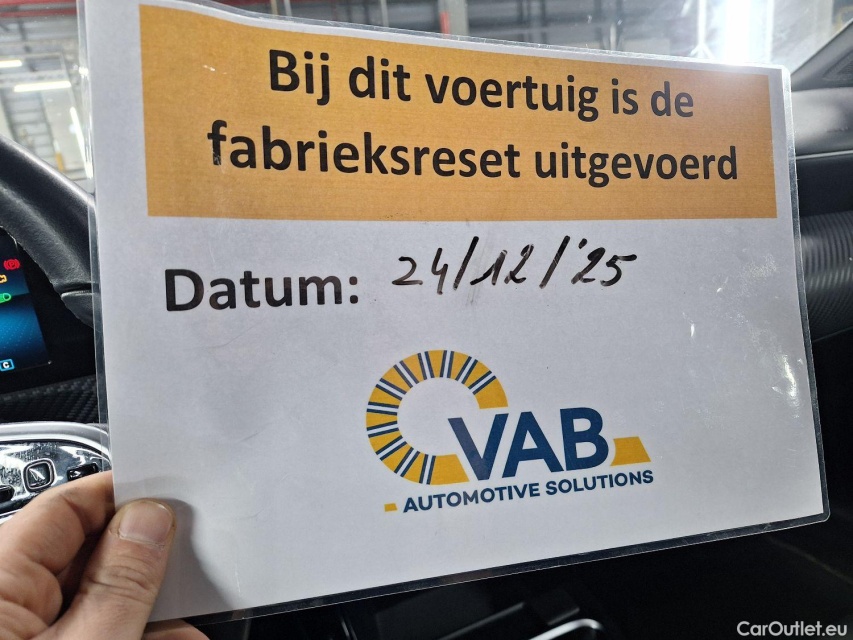 Bij dit voertuig is de
fabrieksreset uitgevoerd
Datum: 24/12/'25
VAB
AUTOMOTIVE SOLUTIONS
C
CarOutlet.eu